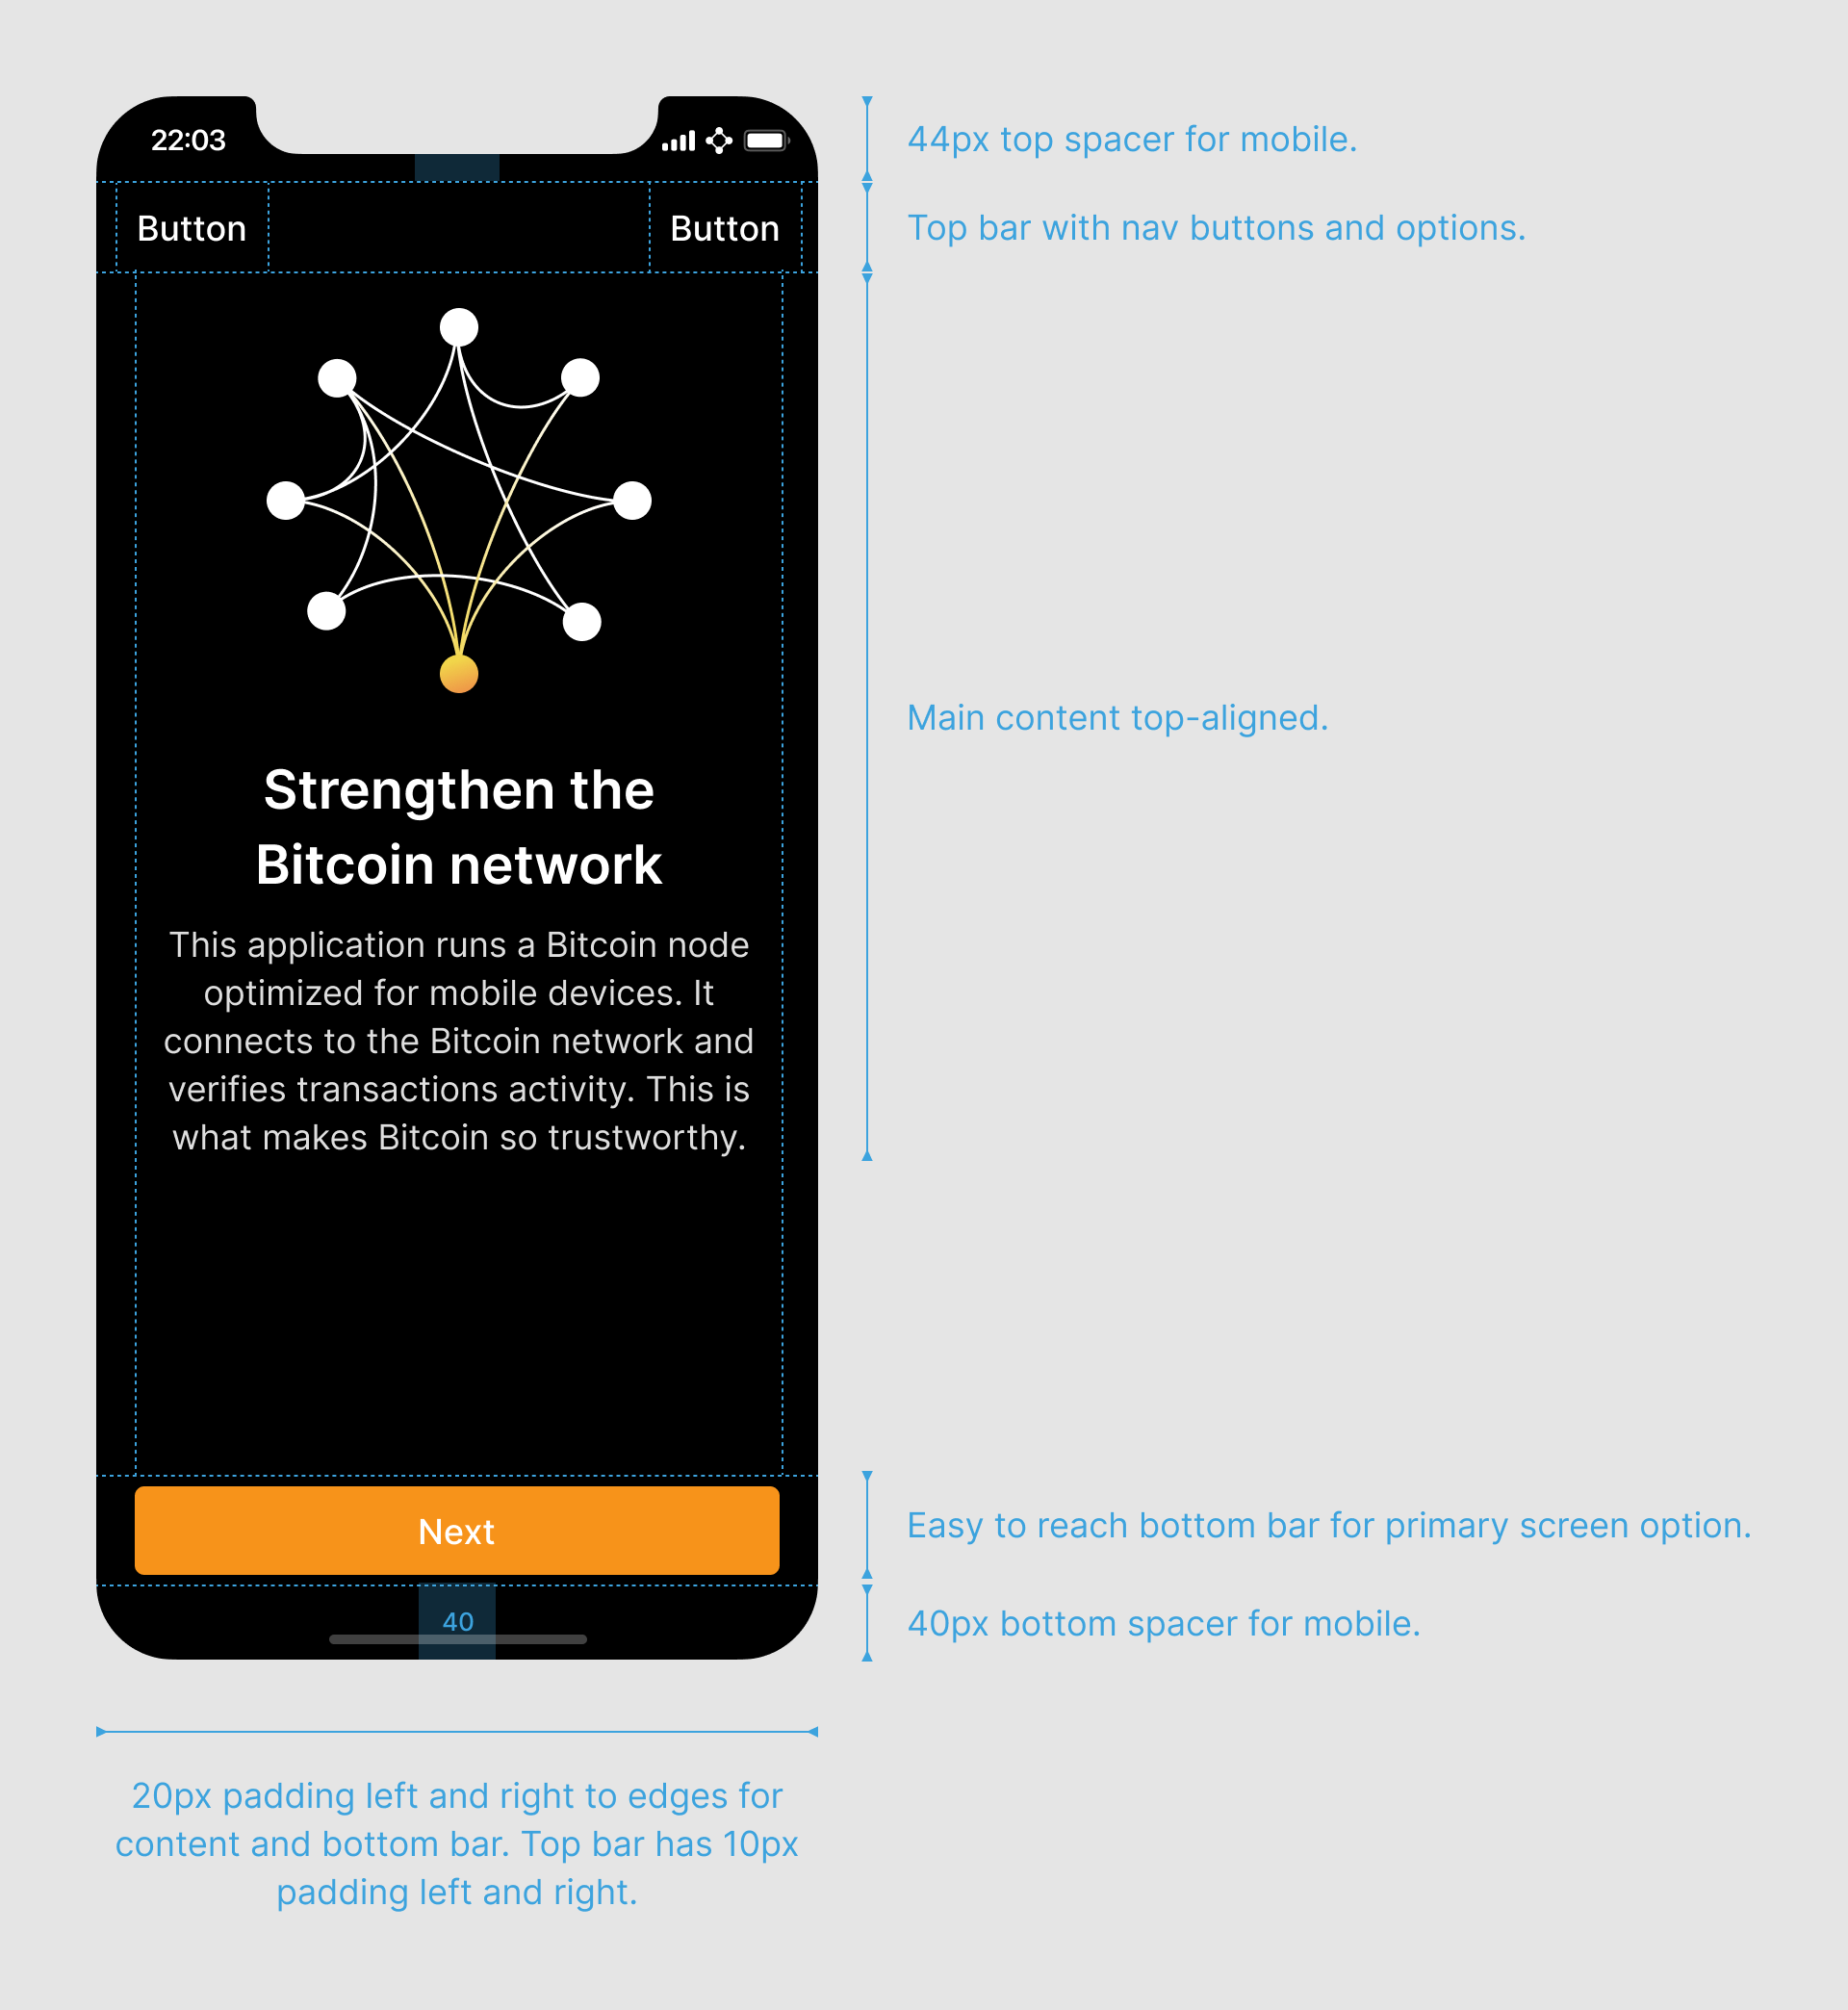 22:03
44px top spacer for mobile.
Button
Button
Top bar with nav buttons and options.
Main content top-aligned.
Strengthen the
Bitcoin network
This application runs a Bitcoin node
optimized for mobile devices. It
connects to the Bitcoin network and
verifies transactions activity. This is
what makes Bitcoin so trustworthy.
Next
Easy to reach bottom bar for primary screen option.
40
40px bottom spacer for mobile.
20px padding left and right to edges for
content and bottom bar. Top bar has 10px
padding left and right.